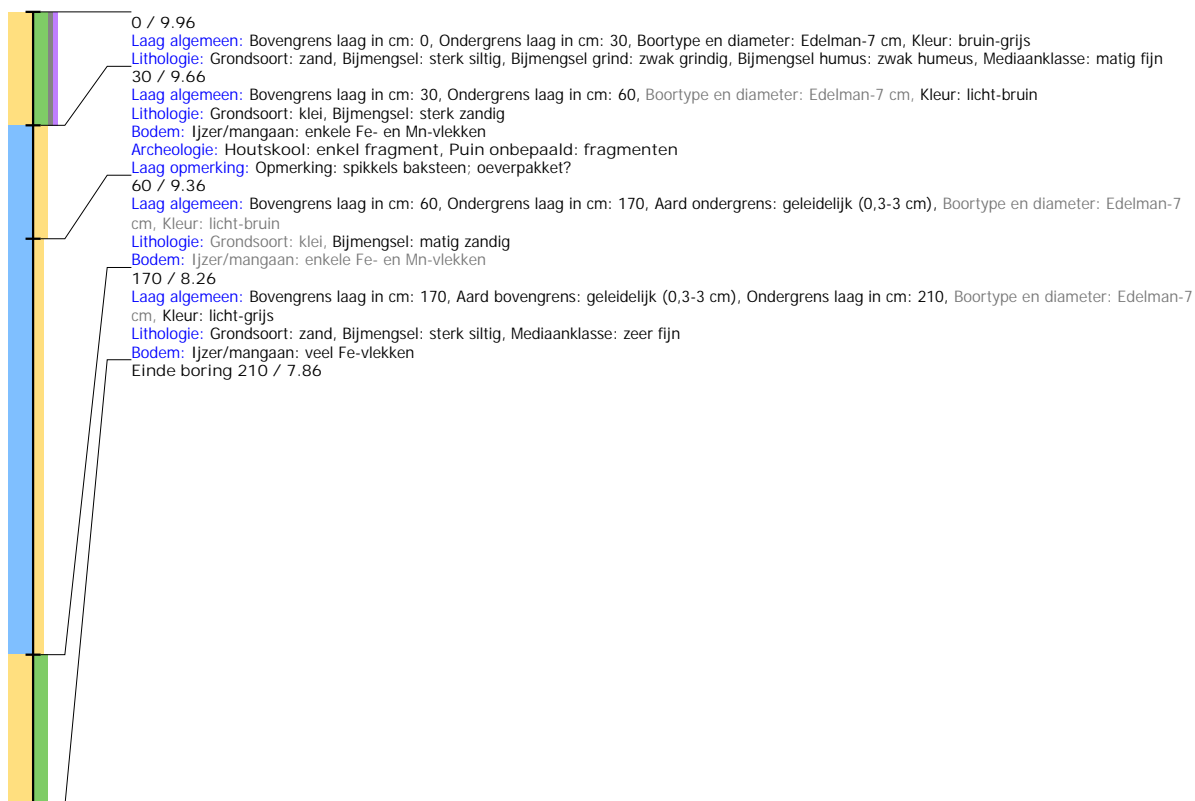 0 / 9.96
Laag algemeen: Bovengrens laag in cm: 0, Ondergrens laag in cm: 30, Boortype en diameter: Edelman-7 cm, Kleur: bruin-grijs
Lithologie: Grondsoort: zand, Bijmengsel: sterk siltig, Bijmengsel grind: zwak grindig, Bijmengsel humus: zwak humeus, Mediaanklasse: matig fijn
30 / 9.66
Laag algemeen: Bovengrens laag in cm: 30, Ondergrens laag in cm: 60, Boortype en diameter: Edelman-7 cm, Kleur: licht-bruin
Lithologie: Grondsoort: klei, Bijmengsel: sterk zandig
Bodem: Ijzer/mangaan: enkele Fe- en Mn-vlekken
Archeologie: Houtskool: enkel fragment, Puin onbepaald: fragmenten
Laag opmerking: Opmerking: spikkels baksteen; oeverpakket?
60 / 9.36
Laag algemeen: Bovengrens laag in cm: 60, Ondergrens laag in cm: 170, Aard ondergrens: geleidelijk (0,3-3 cm), Boortype en diameter: Edelman-7
cm, Kleur: licht-bruin
Lithologie: Grondsoort: klei, Bijmengsel: matig zandig
Bodem: Ijzer/mangaan: enkele Fe- en Mn-vlekken
170 / 8.26
Laag algemeen: Bovengrens laag in cm: 170, Aard bovengrens: geleidelijk (0,3-3 cm), Ondergrens laag in cm: 210, Boortype en diameter: Edelman-7
cm, Kleur: licht-grijs
Lithologie: Grondsoort: zand, Bijmengsel: sterk siltig, Mediaanklasse: zeer fijn
Bodem: Ijzer/mangaan: veel Fe-vlekken
Einde boring 210 / 7.86